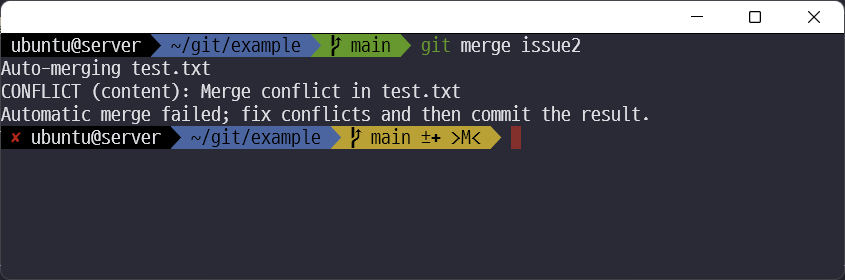 ubuntu@server ~/git/example main git merge issue2
Auto-merging test.txt
CONFLICT (content): Merge conflict in test.txt
Automatic merge failed; fix conflicts and then commit the result.
✘ ubuntu@server ~/git/example main ±✚ >M<